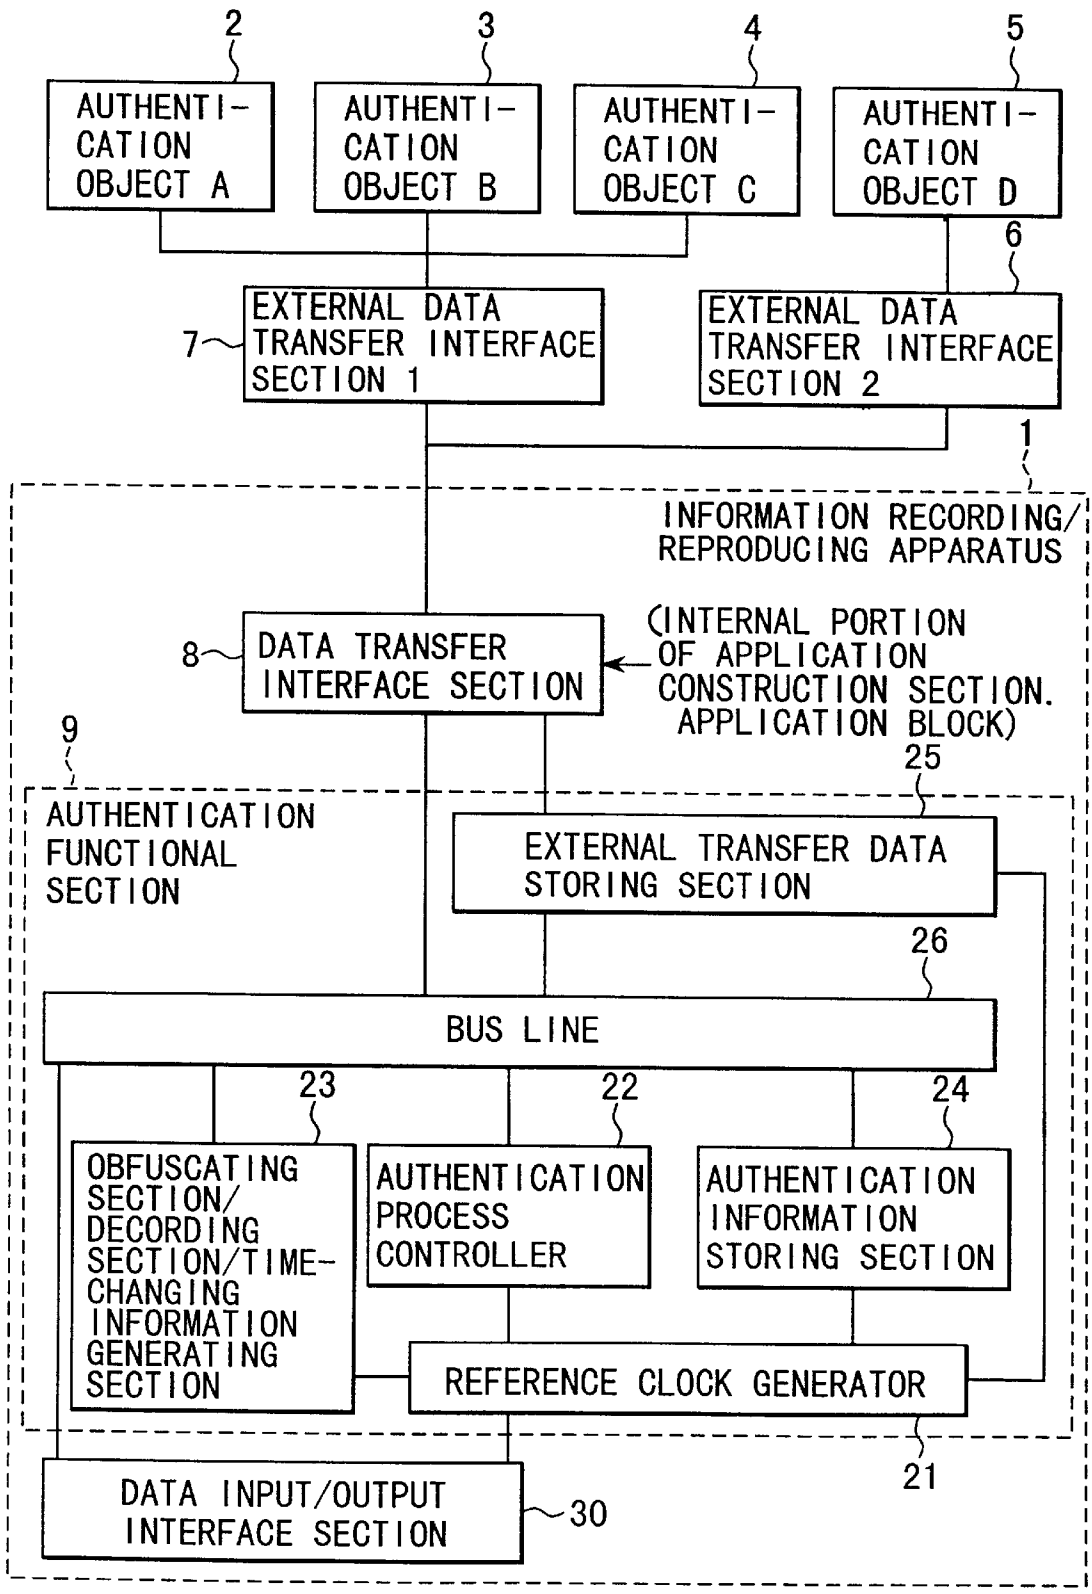 2
3
4
5
AUTHENTI-
CATION
OBJECT A
AUTHENTI-
CATION
OBJECT B
AUTHENTI-
CATION
OBJECT C
AUTHENTI-
CATION
OBJECT D
6
7
EXTERNAL DATA
TRANSFER INTERFACE
SECTION 1
EXTERNAL DATA
TRANSFER INTERFACE
SECTION 2
1
INFORMATION RECORDING/
REPRODUCING APPARATUS
8
DATA TRANSFER
INTERFACE SECTION
(INTERNAL PORTION
OF APPLICATION
CONSTRUCTION SECTION.
APPLICATION BLOCK)
9
25
AUTHENTICATION
FUNCTIONAL
SECTION
EXTERNAL TRANSFER DATA
STORING SECTION
26
BUS LINE
23
22
24
OBFUSCATING
SECTION/
DECORDING
SECTION/TIME-
CHANGING
INFORMATION
GENERATING
SECTION
AUTHENTICATION
PROCESS
CONTROLLER
AUTHENTICATION
INFORMATION
STORING SECTION
REFERENCE CLOCK GENERATOR
21
DATA INPUT/OUTPUT
INTERFACE SECTION
30